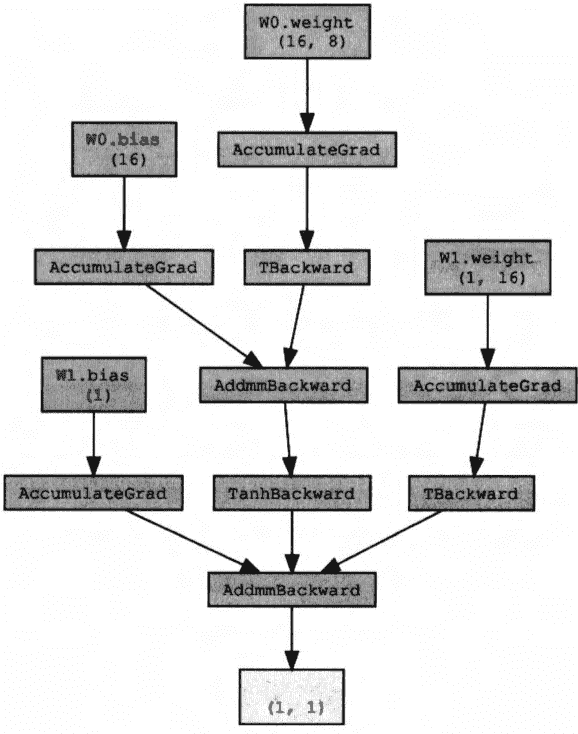 W0.weight
(16, 8)
W0.bias
(16)
AccumulateGrad
AccumulateGrad
TBackward
W1.weight
(1, 16)
W1.bias
(1)
AddmmBackward
AccumulateGrad
AccumulateGrad
TanhBackward
TBackward
AddmmBackward
(1, 1)